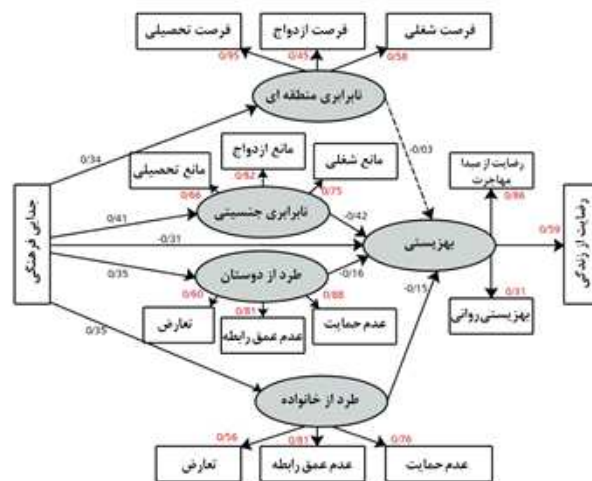 فرصت تحصیلی
فرصت ازدواج
فرصت شغلی
0/95
0/45
0/58
نابرابری منطقه ای
0/34
-0/03
مانع تحصیلی
مانع ازدواج
مانع شغلی
0/66
0/82
0/75
نابرابری جنسیتی
0/41
-0/42
رضایت از مبدا
مهاجرت
0/86
جدایی فرهنگی
-0/31
بهزیستی
0/59
رضایت از زندگی
0/35
طرد از دوستان
-0/16
0/60
0/81
0/88
تعارض
عدم عمق رابطه
عدم حمایت
-0/15
0/31
بهزیستی روانی
0/35
طرد از خانواده
0/56
0/81
0/76
تعارض
عدم عمق رابطه
عدم حمایت